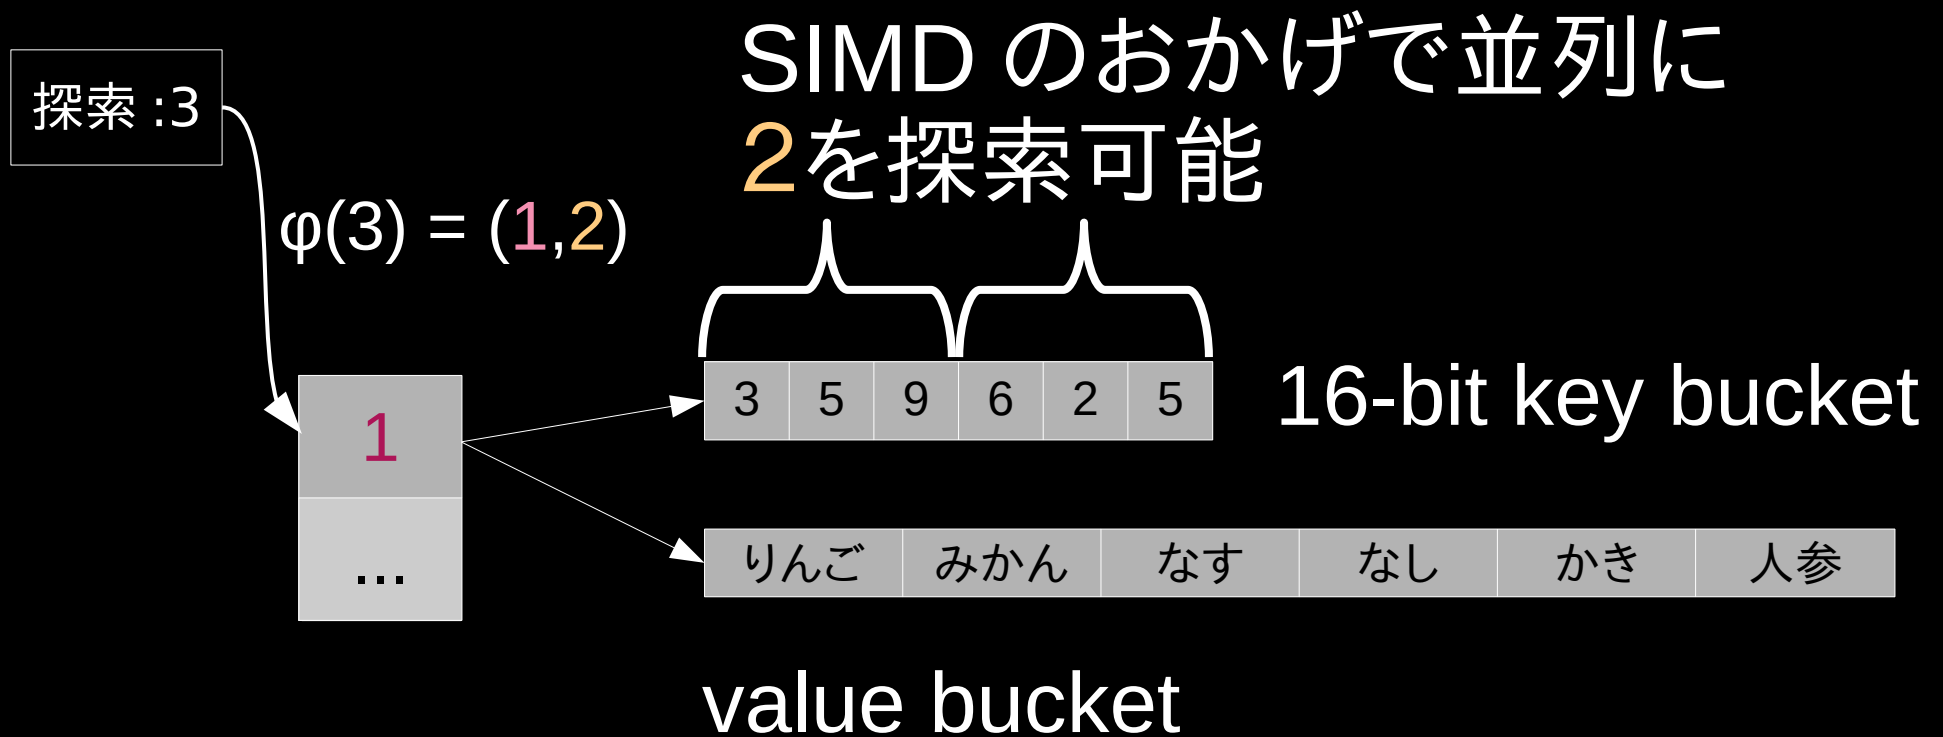 SIMD のおかげで並列に
2を探索可能
探索 :3
φ(3) = (1,2)
1
...
3 5 9 6 2 5
16-bit key bucket
りんご みかん なす なし かき 人参
value bucket